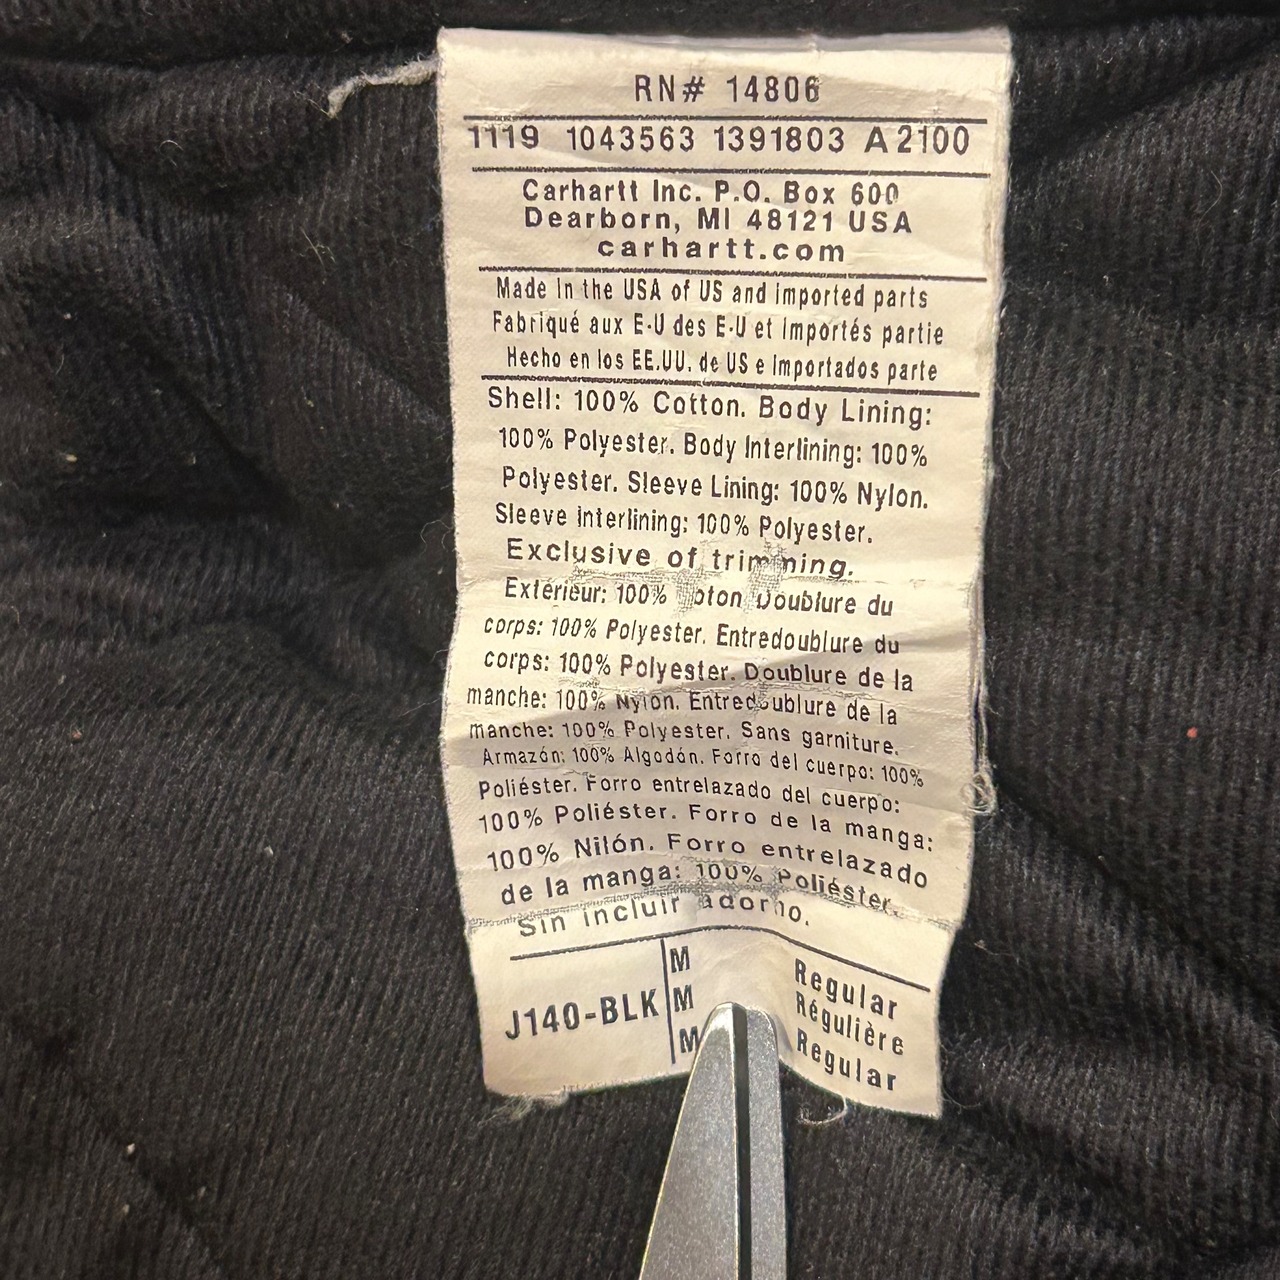 RN# 14806
1119 1043563 1391803 A 2100
Carhartt Inc. P.O. Box 600
Dearborn, MI 48121 USA
carhartt.com
Made In the USA of US and imported parts
Fabriqué aux E-U des E-U et importés partie
Hecho en los EE.UU. de US e importados parte
Shell: 100% Cotton. Body Lining:
100% Polyester. Body Interlining: 100%
Polyester. Sleeve Lining: 100% Nylon.
Sleeve Interlining: 100% Polyester.
Exclusive of trimming.
Extérieur: 100% Doublure du
corps: 100% Polyester. Entredoublure du
corps: 100% Polyester. Doublure de la
manche: 100% Nylon. Entredoublure de la
manche: 100% Polyester. Sans garniture.
Armazón: 100% Algodón. Forro del cuerpo: 100%
Poliéster. Forro entrelazado del cuerpo:
100% Poliéster. Forro de la manga:
100% Nilón. Forro entrelazado
de la manga: 100% Poliéster.
Sin incluir adorno.
J140-BLK
M Regular
M Régulière
M Regular